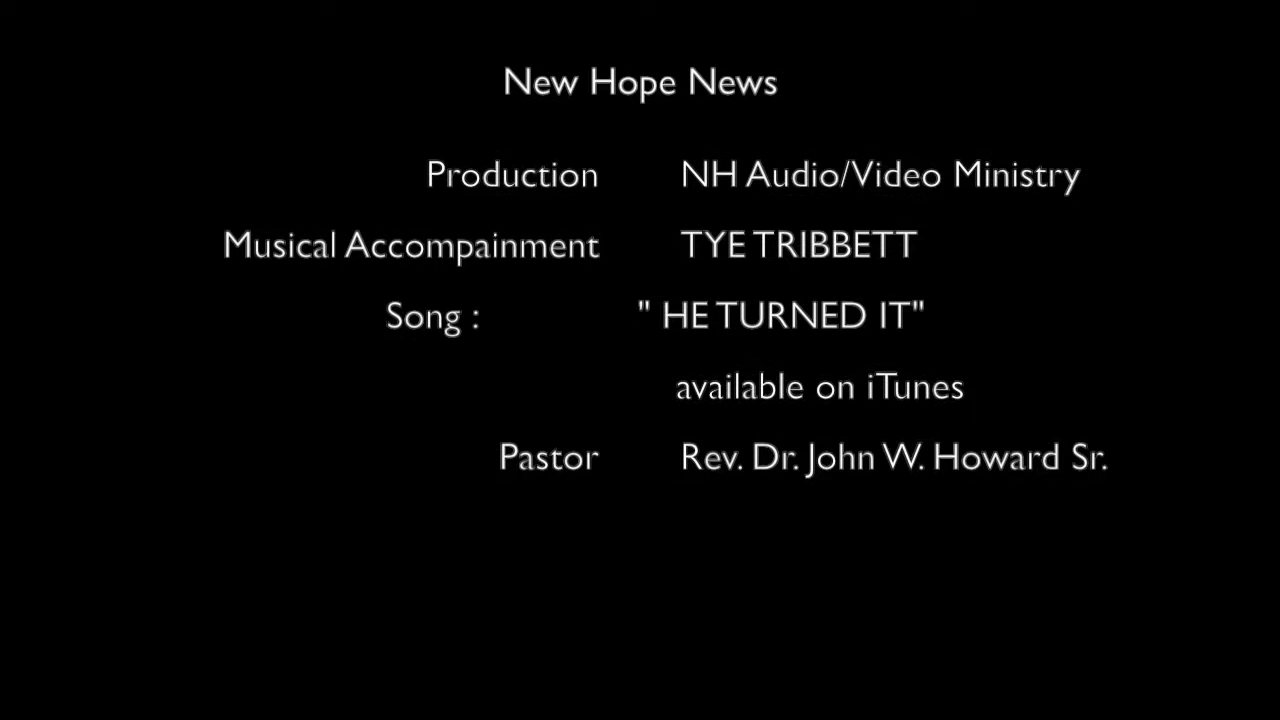 New Hope News
Production NH Audio/Video Ministry
Musical Accompainment TYE TRIBBETT
Song : " HE TURNED IT"
available on iTunes
Pastor Rev. Dr. John W. Howard Sr.